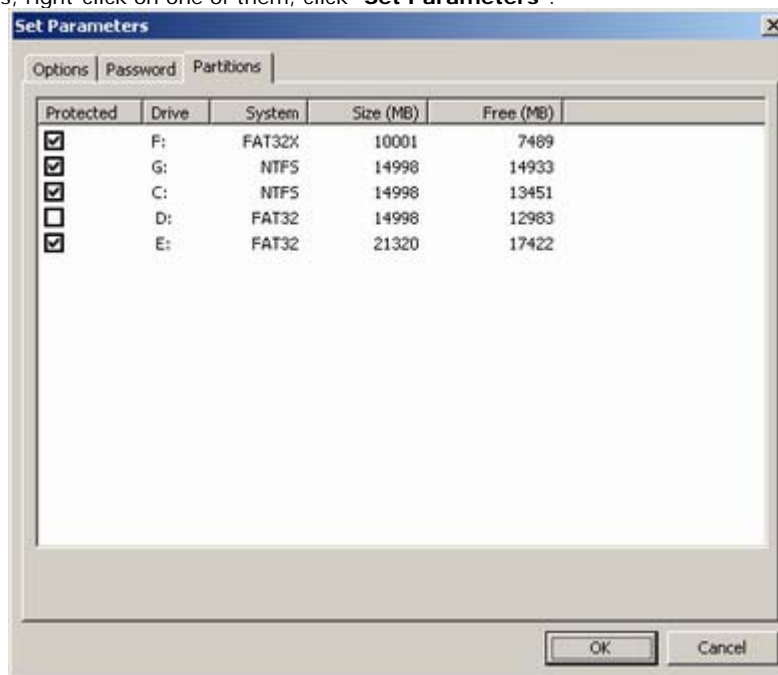 s, right-click on one of them, click "Set Parameters".
Set Parameters
Options Password Partitions
Protected Drive System Size (MB) Free (MB)
F: FAT32X 10001 7489
G: NTFS 14998 14933
C: NTFS 14998 13451
D: FAT32 14998 12983
E: FAT32 21320 17422
OK Cancel